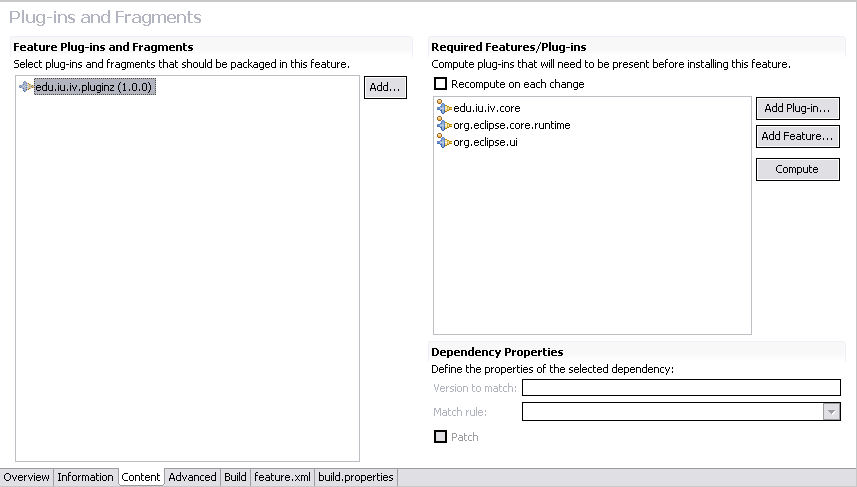 Plug-ins and Fragments
Feature Plug-ins and Fragments
Select plug-ins and fragments that should be packaged in this feature.
edu.iu.iv.pluginz (1.0.0)
Add...
Required Features/Plug-ins
Compute plug-ins that will need to be present before installing this feature.
Recompute on each change
edu.iu.iv.core
org.eclipse.core.runtime
org.eclipse.ui
Add Plug-in...
Add Feature...
Compute
Dependency Properties
Define the properties of the selected dependency:
Version to match:
Match rule:
Patch
Overview Information Content Advanced Build feature.xml build.properties